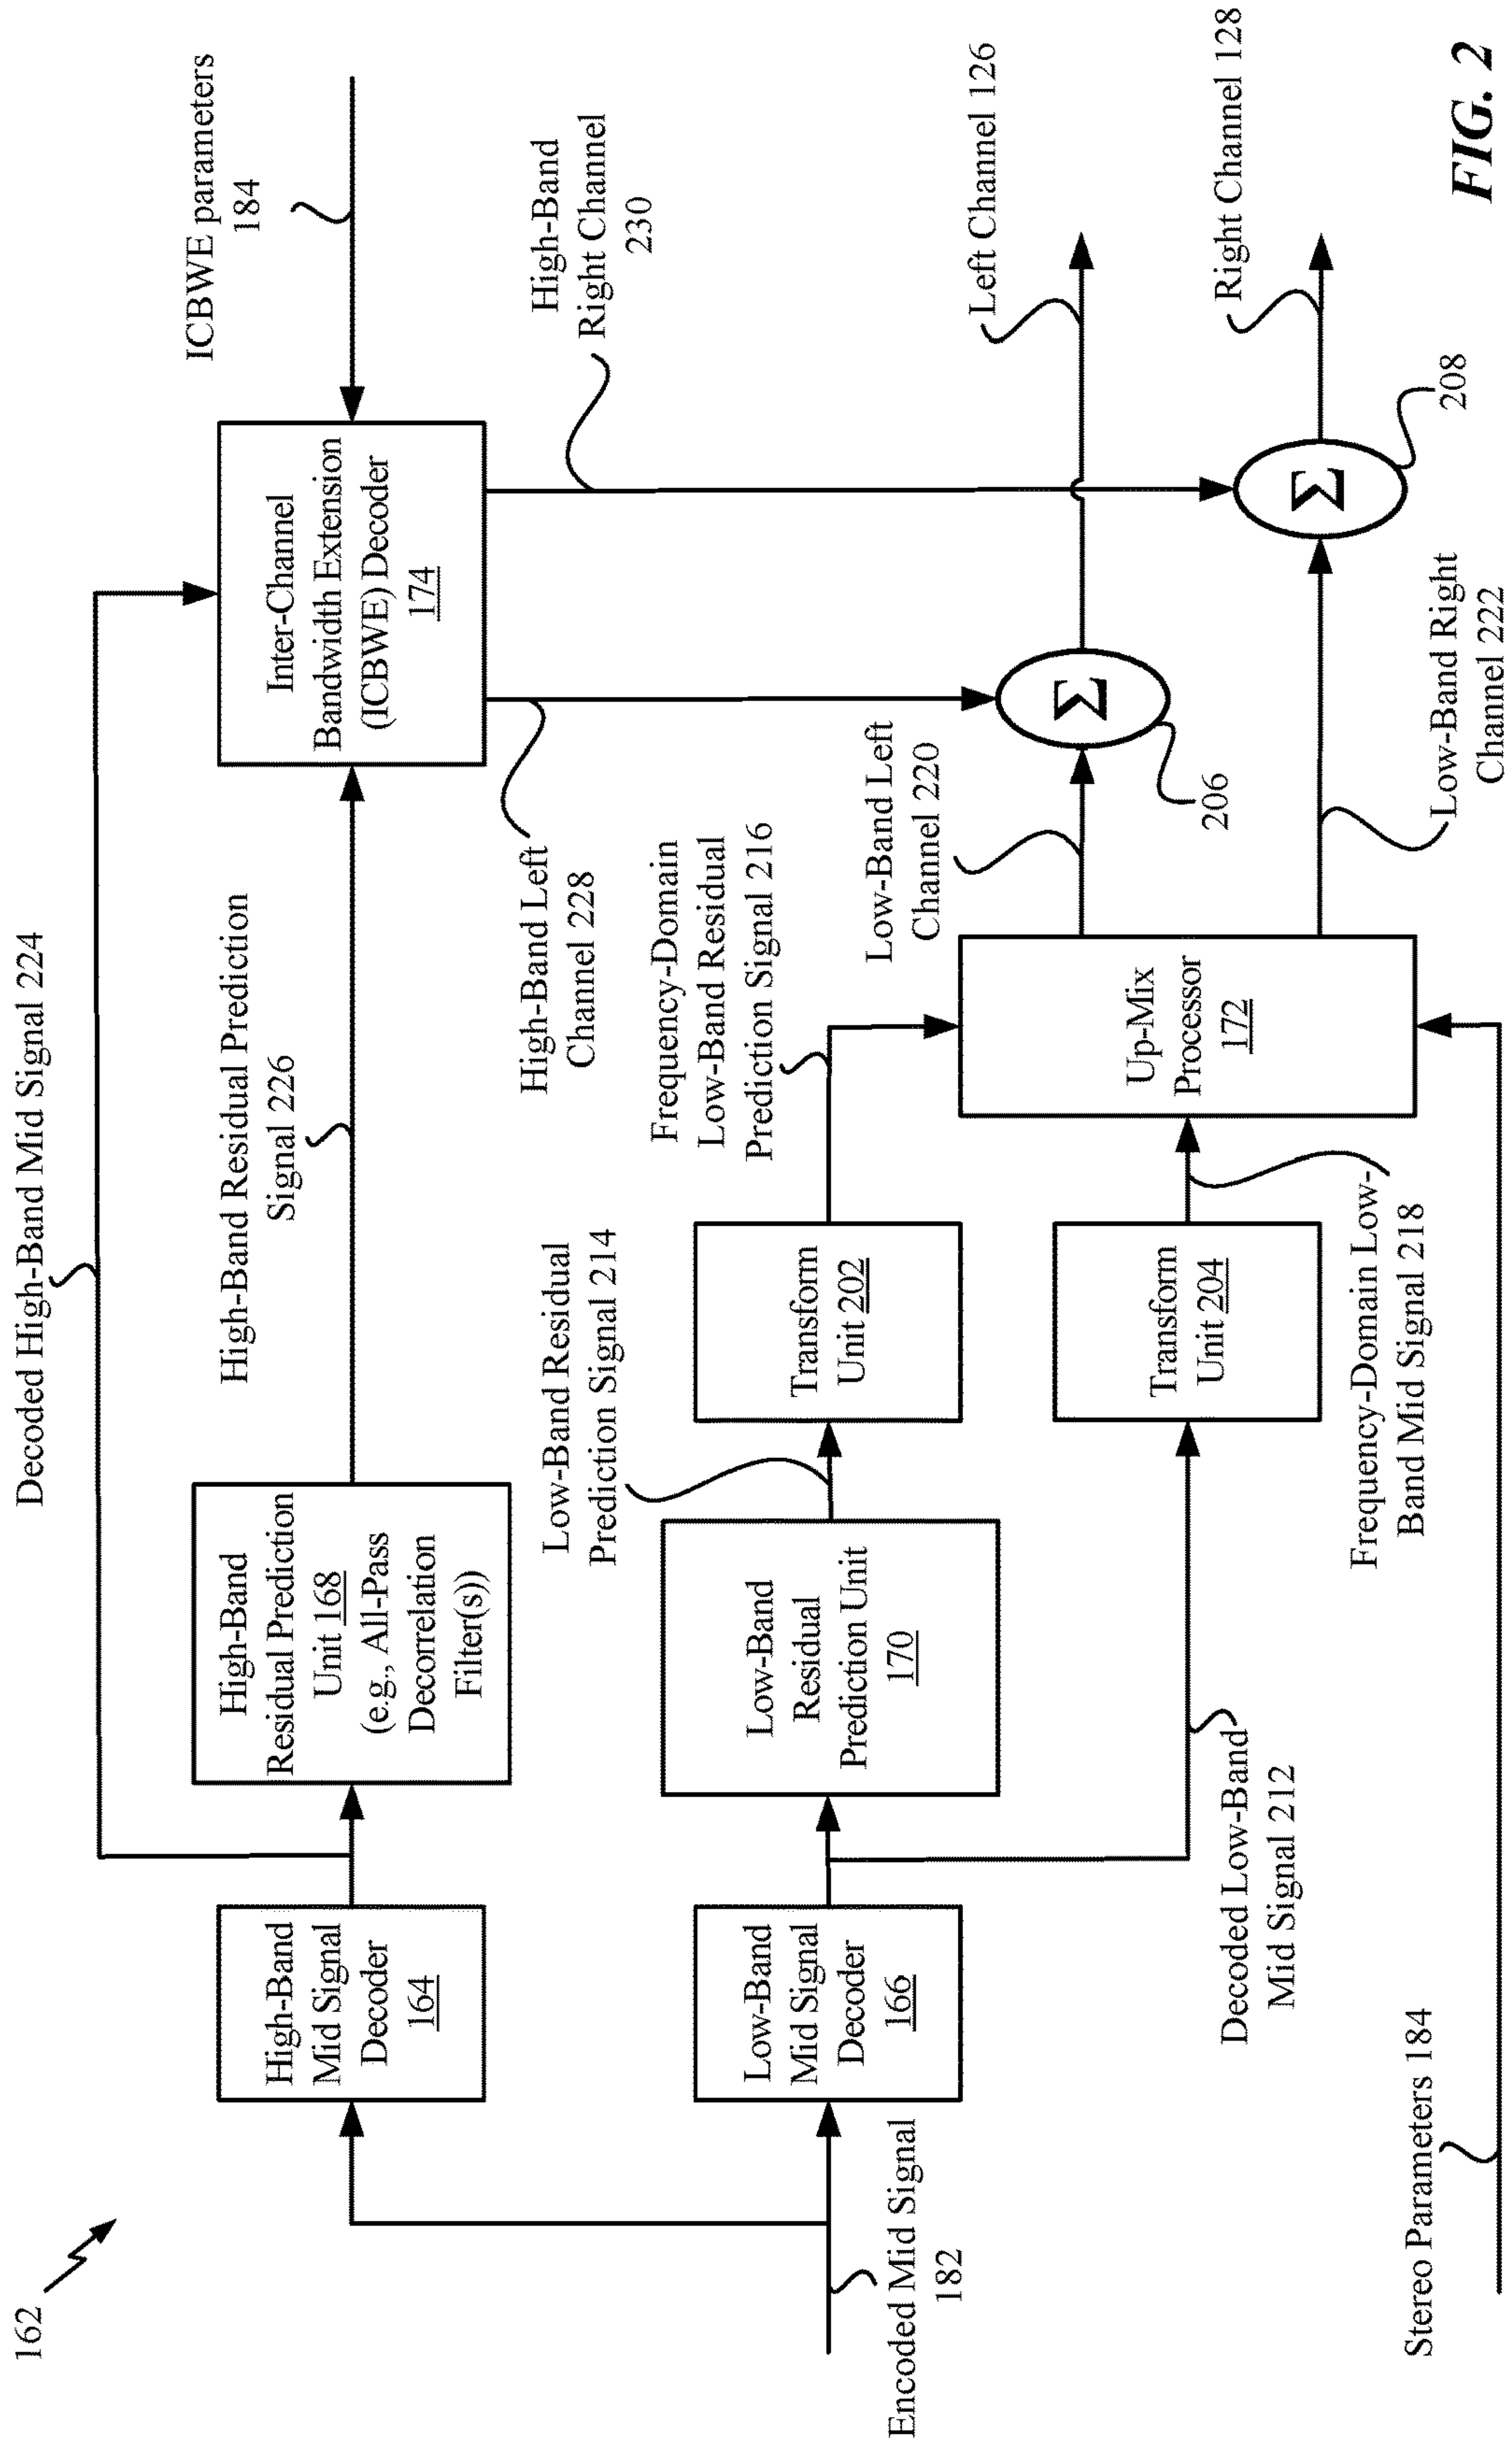 162
Decoded High-Band Mid Signal 224
ICBWE parameters
184
High-Band Residual Prediction
Signal 226
High-Band
Mid Signal
Decoder
164
High-Band
Residual Prediction
Unit 168
(e.g., All-Pass
Decorrelation
Filter(s))
Inter-Channel
Bandwidth Extension
(ICBWE) Decoder
174
High-Band Left
Channel 228
High-Band
Right Channel
230
Low-Band Residual
Prediction Signal 214
Frequency-Domain
Low-Band Residual
Prediction Signal 216
Low-Band
Mid Signal
Decoder
166
Low-Band
Residual
Prediction Unit
170
Transform
Unit 202
Low-Band Left
Channel 220
Left Channel 126
Encoded Mid Signal
182
Σ
206
Up-Mix
Processor
172
Transform
Unit 204
Right Channel 128
Σ
208
Decoded Low-Band
Mid Signal 212
Frequency-Domain Low-
Band Mid Signal 218
Low-Band Right
Channel 222
Stereo Parameters 184
FIG. 2